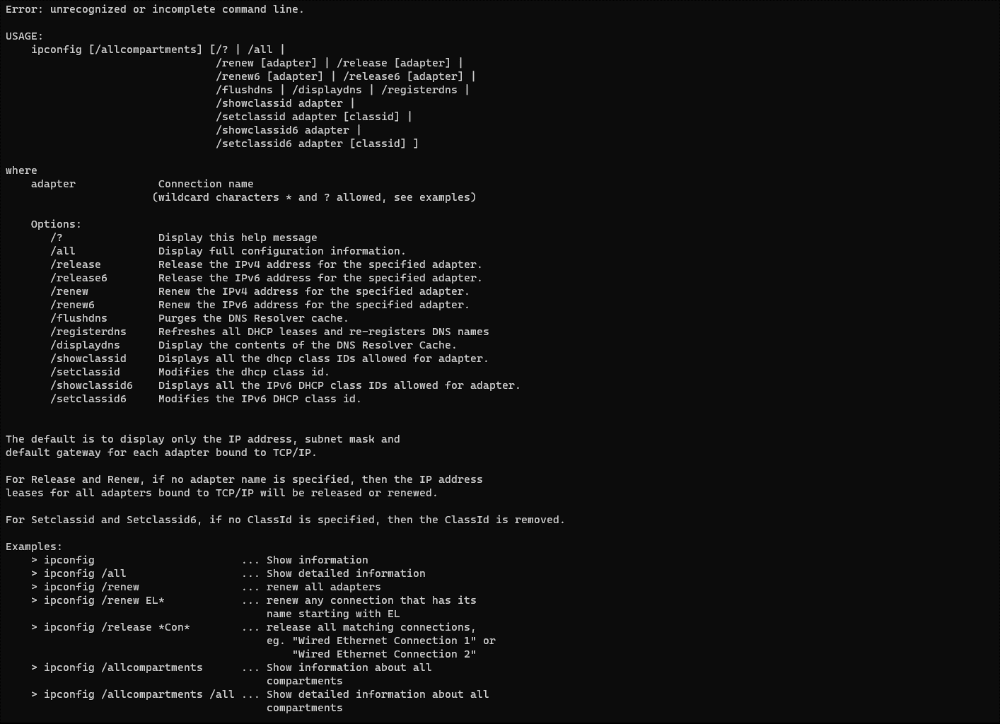 Error: unrecognized or incomplete command line.

USAGE:
    ipconfig [/allcompartments] [/? | /all |
                                 /renew [adapter] | /release [adapter] |
                                 /renew6 [adapter] | /release6 [adapter] |
                                 /flushdns | /displaydns | /registerdns |
                                 /showclassid adapter |
                                 /setclassid adapter [classid] |
                                 /showclassid6 adapter |
                                 /setclassid6 adapter [classid] ]

where
    adapter             Connection name
                       (wildcard characters * and ? allowed, see examples)

    Options:
       /?               Display this help message
       /all             Display full configuration information.
       /release         Release the IPv4 address for the specified adapter.
       /release6        Release the IPv6 address for the specified adapter.
       /renew           Renew the IPv4 address for the specified adapter.
       /renew6          Renew the IPv6 address for the specified adapter.
       /flushdns        Purges the DNS Resolver cache.
       /registerdns     Refreshes all DHCP leases and re-registers DNS names
       /displaydns      Display the contents of the DNS Resolver Cache.
       /showclassid     Displays all the dhcp class IDs allowed for adapter.
       /setclassid      Modifies the dhcp class id.
       /showclassid6    Displays all the IPv6 DHCP class IDs allowed for adapter.
       /setclassid6     Modifies the IPv6 DHCP class id.


The default is to display only the IP address, subnet mask and
default gateway for each adapter bound to TCP/IP.

For Release and Renew, if no adapter name is specified, then the IP address
leases for all adapters bound to TCP/IP will be released or renewed.

For Setclassid and Setclassid6, if no ClassId is specified, then the ClassId is removed.

Examples:
    > ipconfig                       ... Show information
    > ipconfig /all                  ... Show detailed information
    > ipconfig /renew                ... renew all adapters
    > ipconfig /renew EL*            ... renew any connection that has its
                                         name starting with EL
    > ipconfig /release *Con*        ... release all matching connections,
                                         eg. "Wired Ethernet Connection 1" or
                                             "Wired Ethernet Connection 2"
    > ipconfig /allcompartments      ... Show information about all
                                         compartments
    > ipconfig /allcompartments /all ... Show detailed information about all
                                         compartments